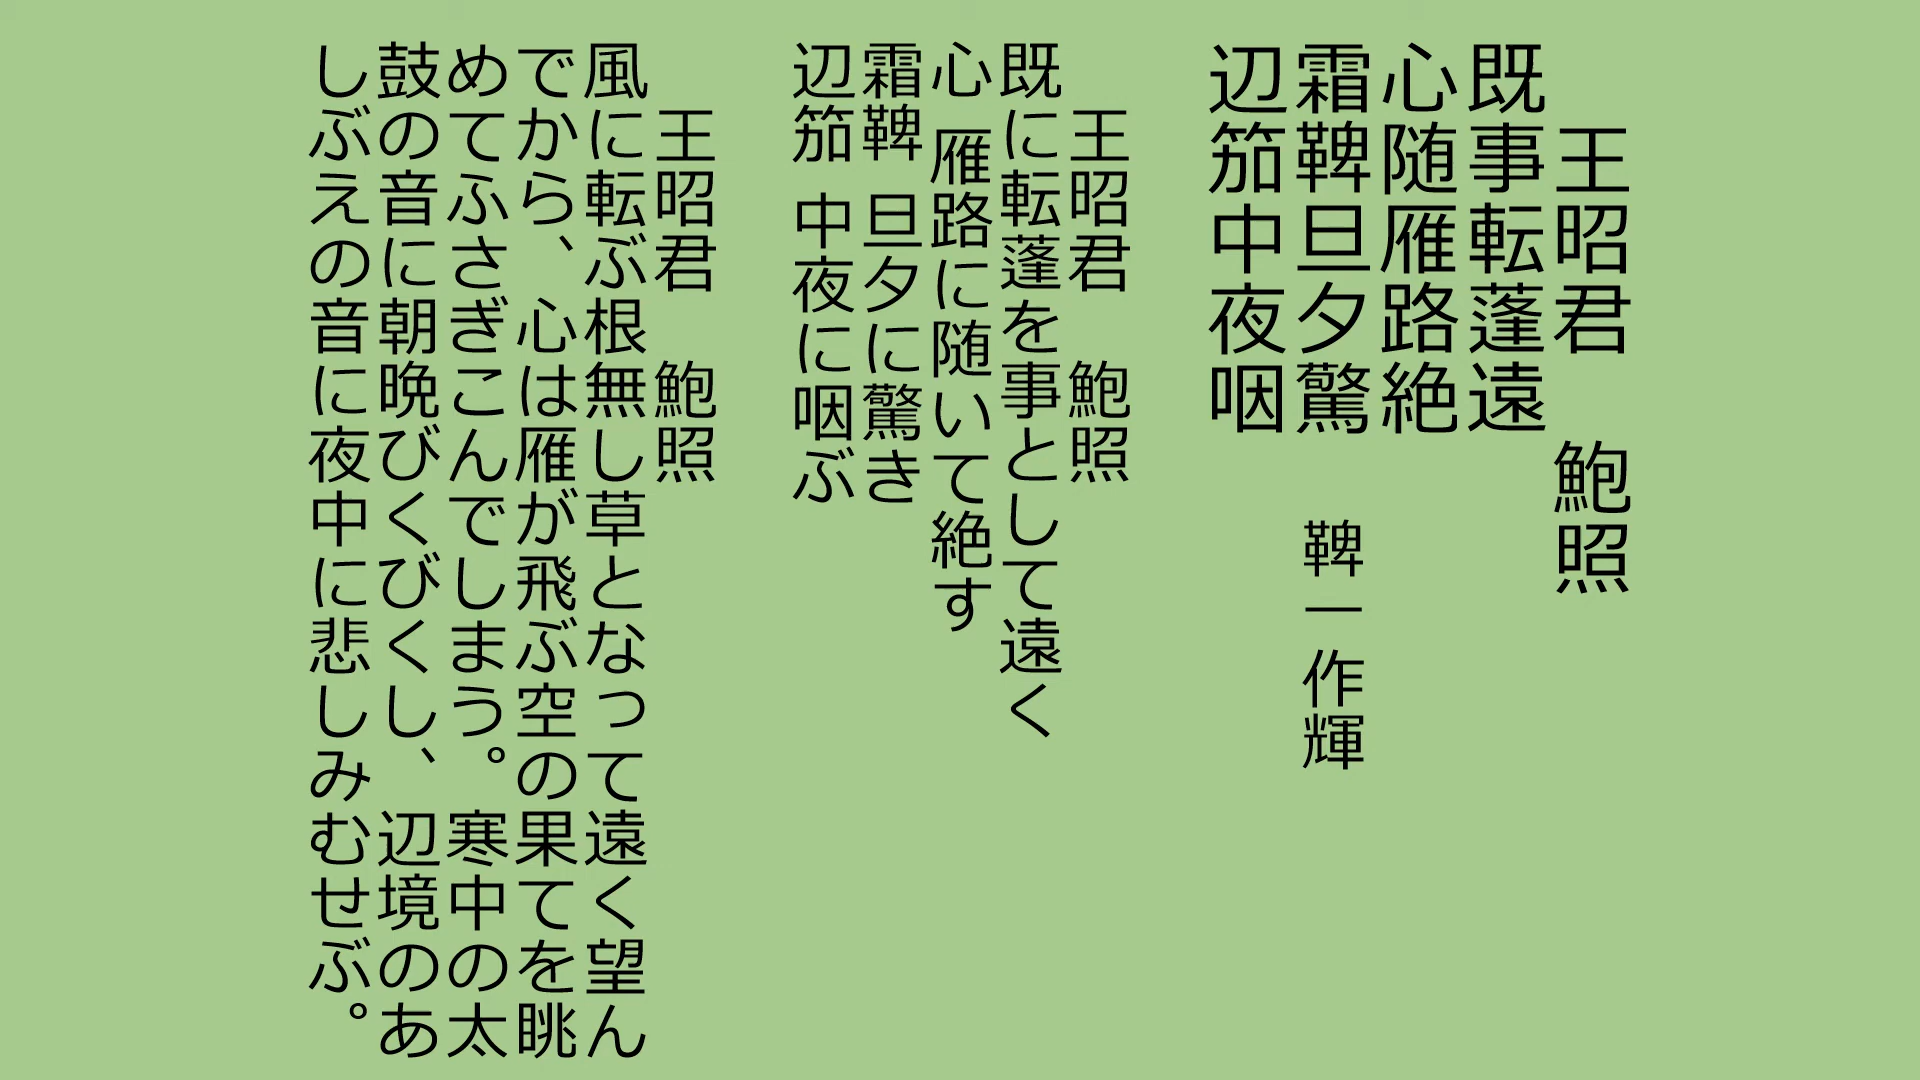 王昭君　鮑照
既事転蓬遠
心随雁路絶
霜鞞旦夕驚　鞞一作輝
辺笳中夜咽
王昭君　鮑照
既に転蓬を事として遠く
心 雁路に随いて絶す
霜鞞 旦夕に驚き
辺笳 中夜に咽ぶ
王昭君　鮑照
風に転ぶ根無し草となって遠く望ん
でから、心は雁が飛ぶ空の果てを眺
めてふさぎこんでしまう。寒中の太
鼓の音に朝晩びくびくし、辺境のあ
しぶえの音に夜中に悲しみむせぶ。